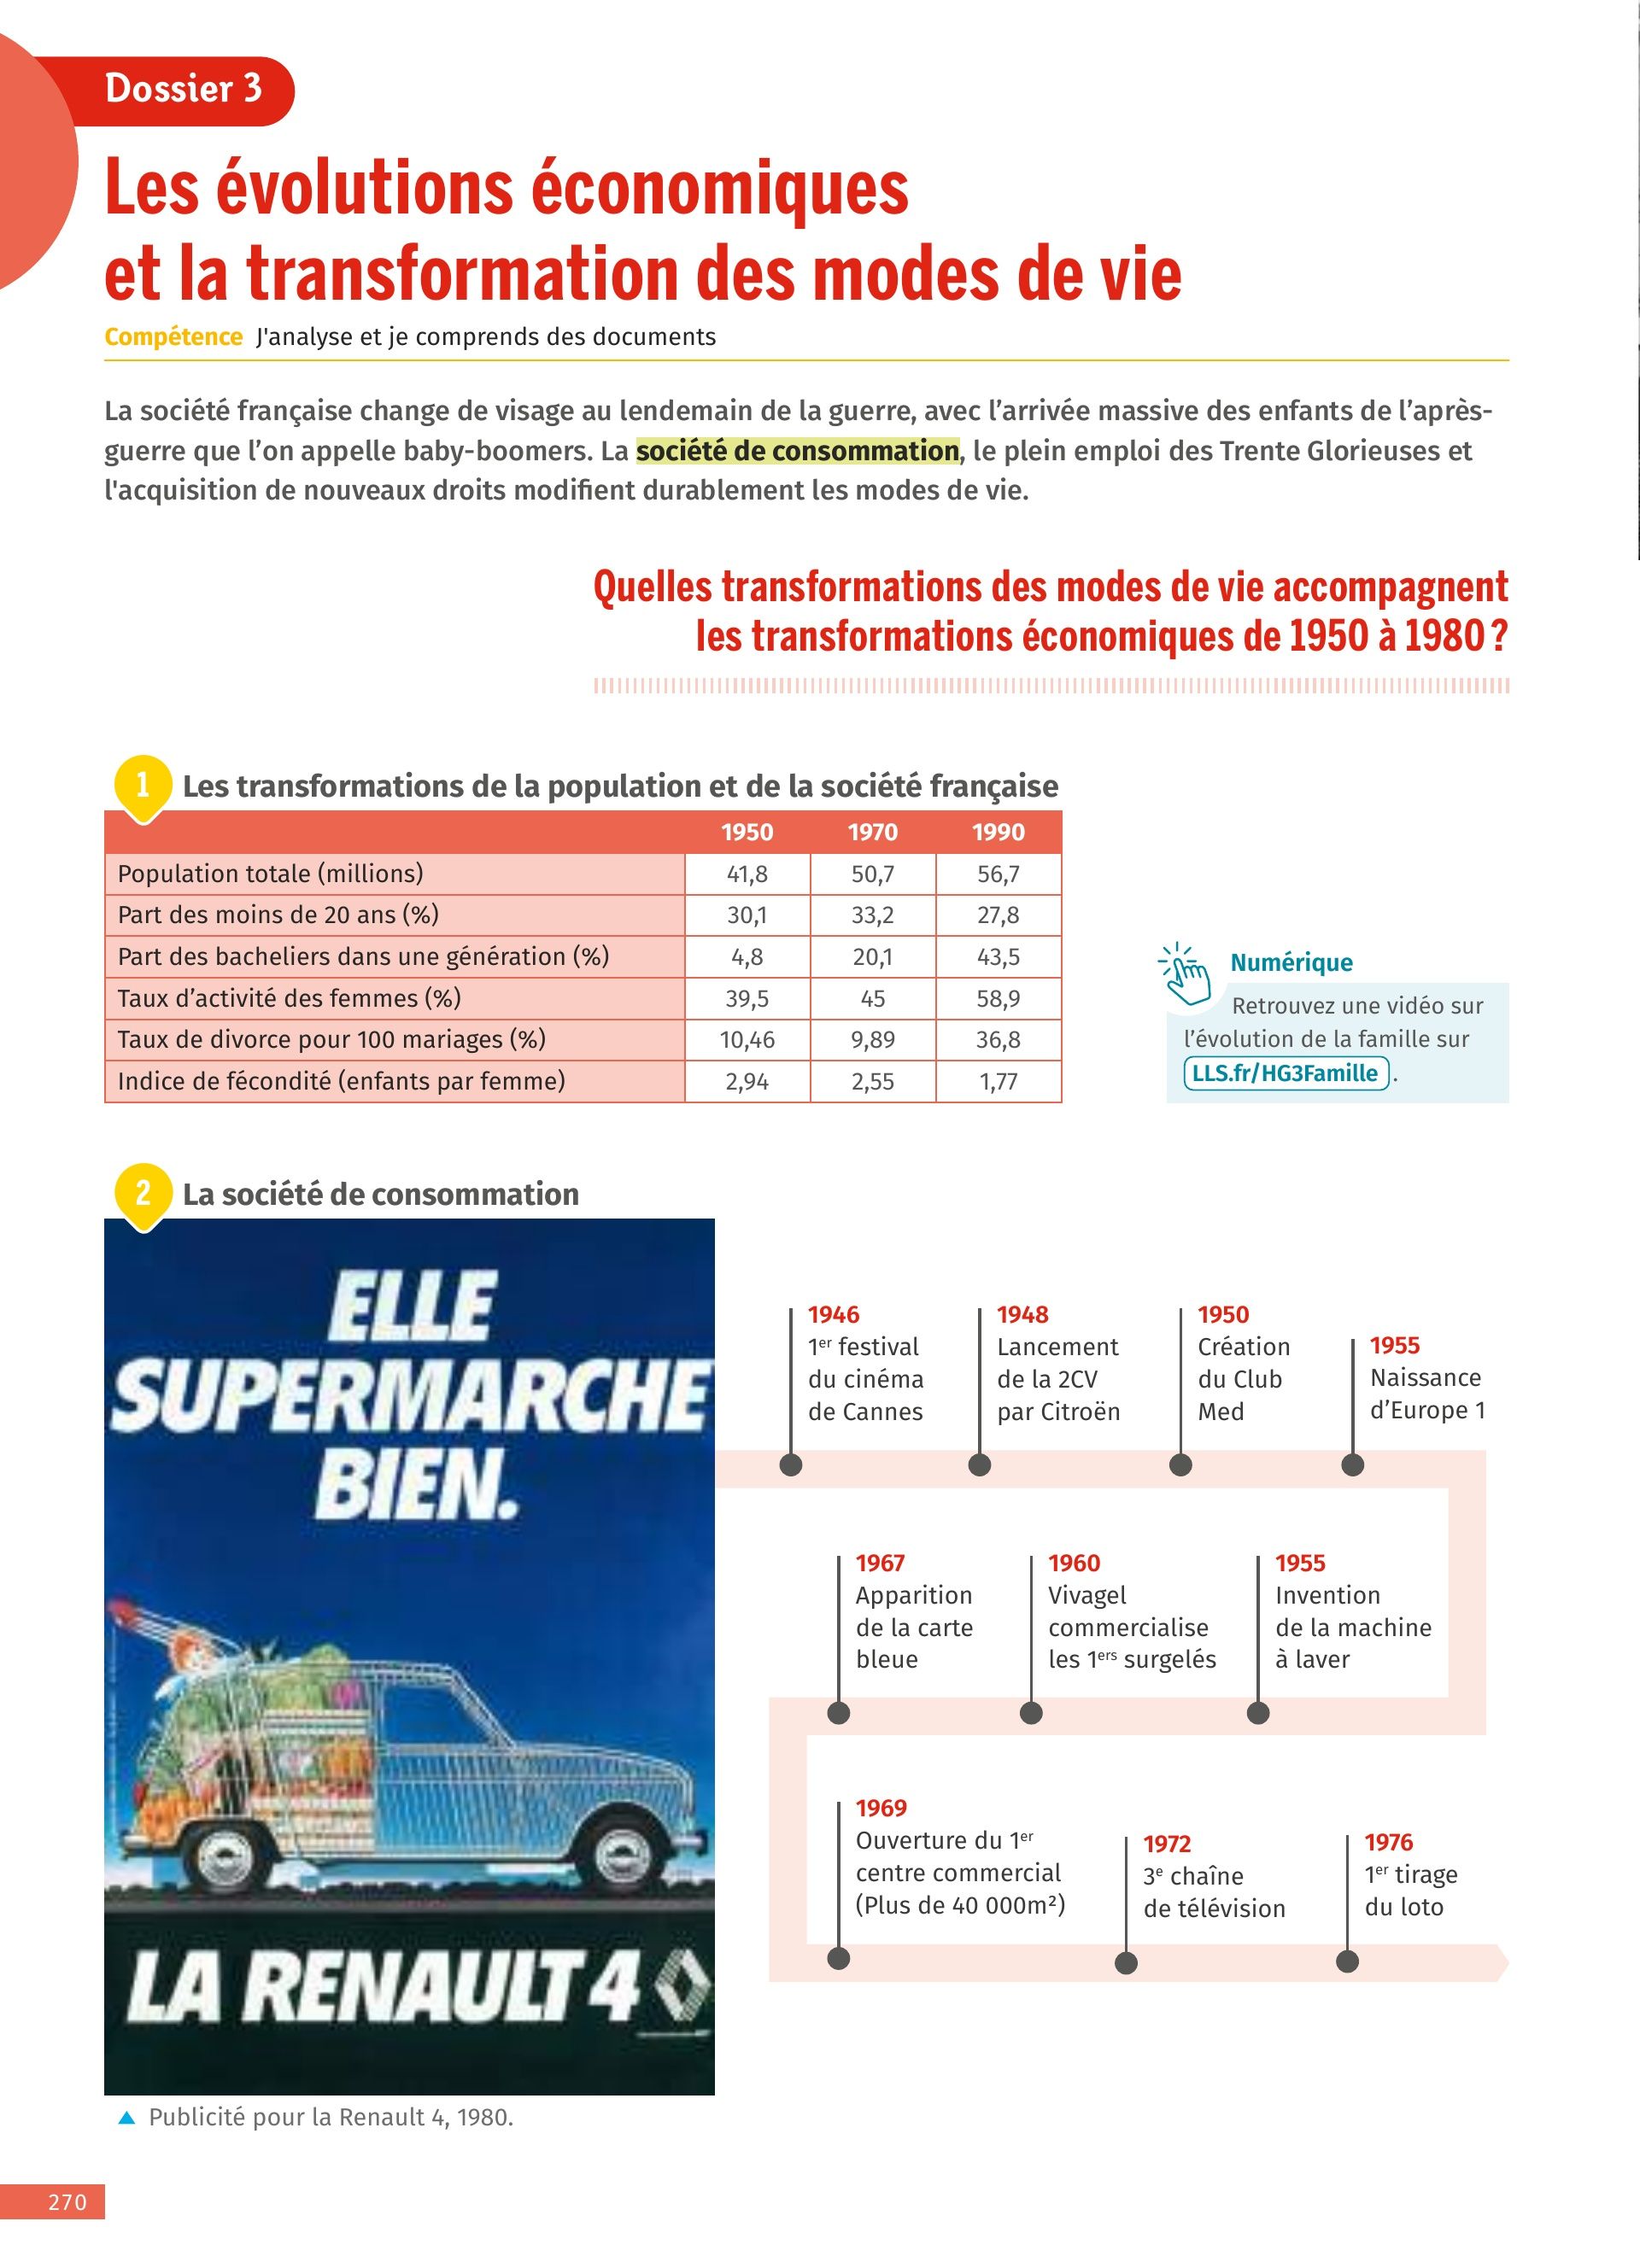 Dossier 3
Les évolutions économiques
et la transformation des modes de vie
Compétence J'analyse et je comprends des documents
La société française change de visage au lendemain de la guerre, avec l’arrivée massive des enfants de l’après-
guerre que l’on appelle baby-boomers. La société de consommation, le plein emploi des Trente Glorieuses et
l'acquisition de nouveaux droits modifient durablement les modes de vie.
Quelles transformations des modes de vie accompagnent
les transformations économiques de 1950 à 1980 ?
1 Les transformations de la population et de la société française
1950 1970 1990
Population totale (millions) 41,8 50,7 56,7
Part des moins de 20 ans (%) 30,1 33,2 27,8
Part des bacheliers dans une génération (%) 4,8 20,1 43,5
Taux d’activité des femmes (%) 39,5 45 58,9
Taux de divorce pour 100 mariages (%) 10,46 9,89 36,8
Indice de fécondité (enfants par femme) 2,94 2,55 1,77
Numérique
Retrouvez une vidéo sur
l’évolution de la famille sur
LLS.fr/HG3Famille .
2 La société de consommation
ELLE
SUPERMARCHE
BIEN.
LA RENAULT 4
▲ Publicité pour la Renault 4, 1980.
1946
1er festival
du cinéma
de Cannes
1948
Lancement
de la 2CV
par Citroën
1950
Création
du Club
Med
1955
Naissance
d’Europe 1
1967
Apparition
de la carte
bleue
1960
Vivagel
commercialise
les 1ers surgelés
1955
Invention
de la machine
à laver
1969
Ouverture du 1er
centre commercial
(Plus de 40 000m²)
1972
3e chaîne
de télévision
1976
1er tirage
du loto
270